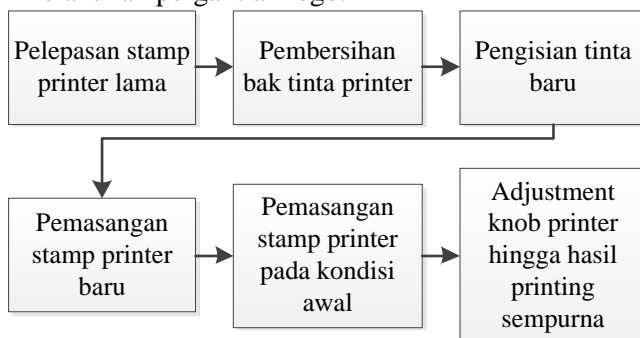 Pelepasan stamp
printer lama
Pembersihan
bak tinta printer
Pengisian tinta
baru
Pemasangan
stamp printer
baru
Pemasangan
stamp printer
pada kondisi
awal
Adjustment
knob printer
hingga hasil
printing
sempurna